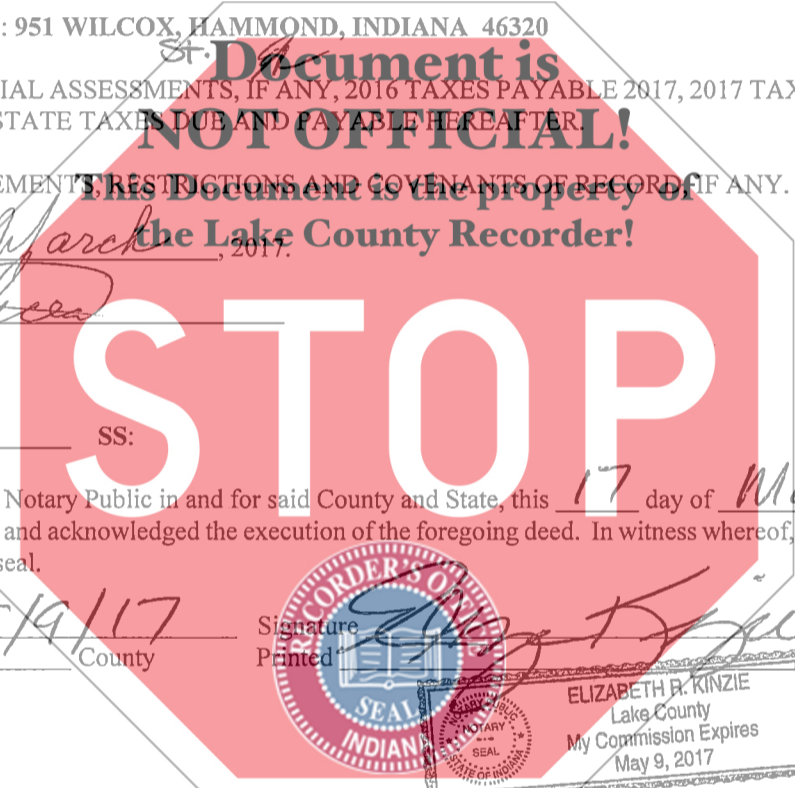 : 951 WILCOX, HAMMOND, INDIANA 46320
St.
Document is
IAL ASSESSMENTS, IF ANY, 2016 TAXES PAYABLE 2017, 2017 TAX
STATE TAXES DUE AND PAYABLE HEREAFTER.
NOT OFFICIAL!
EMENTS, RESTRICTIONS AND COVENANTS OF RECORD, IF ANY.
This Document is the property of
the Lake County Recorder!
March, 2017.
STOP
SS:
Notary Public in and for said County and State, this 17 day of Ma
and acknowledged the execution of the foregoing deed. In witness whereof,
seal.
/9/17 Signature
County Printed
RECORDER'S OFFICE
SEAL
INDIANA
ELIZABETH R. KINZIE
Lake County
My Commission Expires
May 9, 2017
NOTARY PUBLIC
NOTARY
SEAL
STATE OF INDIANA